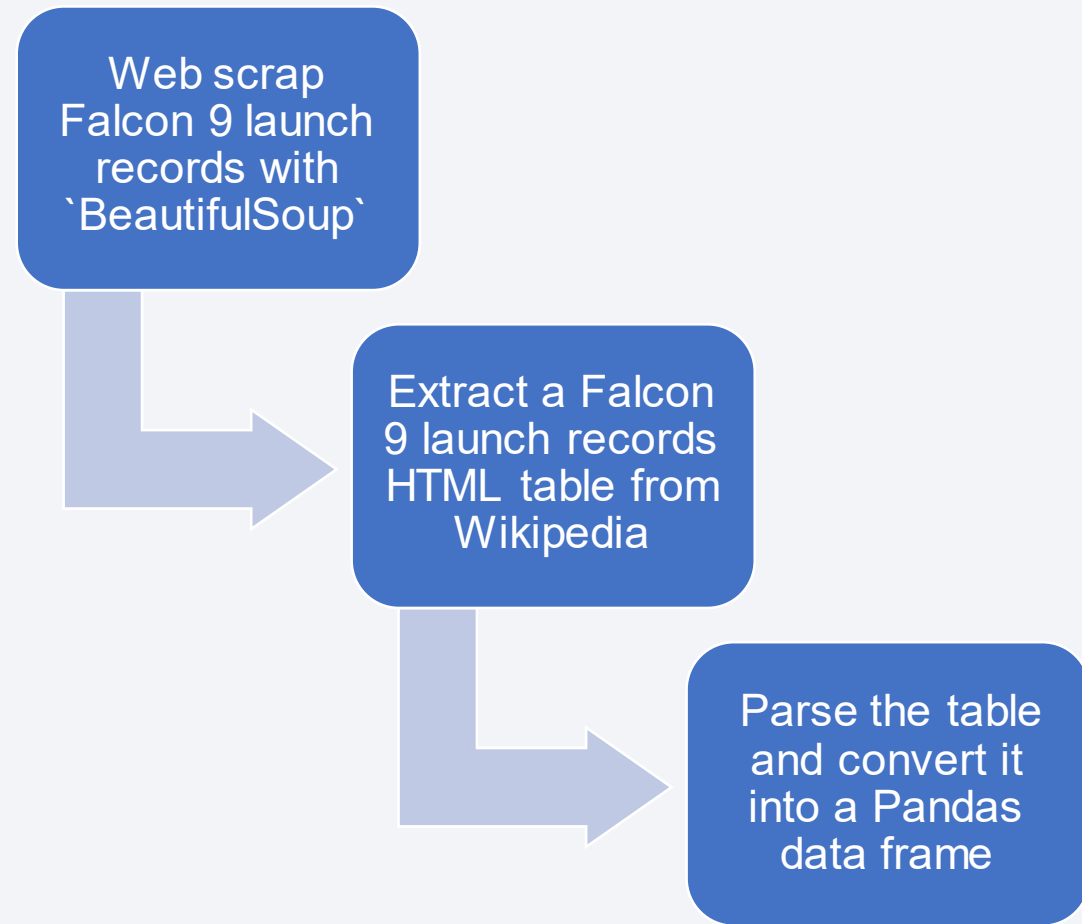 Web scrap
Falcon 9 launch
records with
`BeautifulSoup`
Extract a Falcon
9 launch records
HTML table from
Wikipedia
Parse the table
and convert it
into a Pandas
data frame